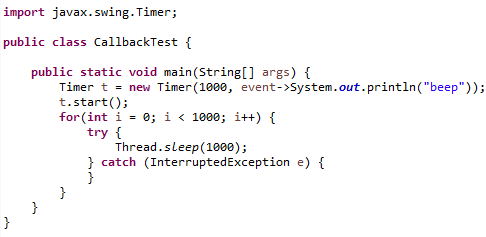 import javax.swing.Timer;
public class CallbackTest {
public static void main(String[] args) {
Timer t = new Timer(1000, event->System.out.println("beep"));
t.start();
for(int i = 0; i < 1000; i++) {
try {
Thread.sleep(1000);
} catch (InterruptedException e) {
}
}
}
}